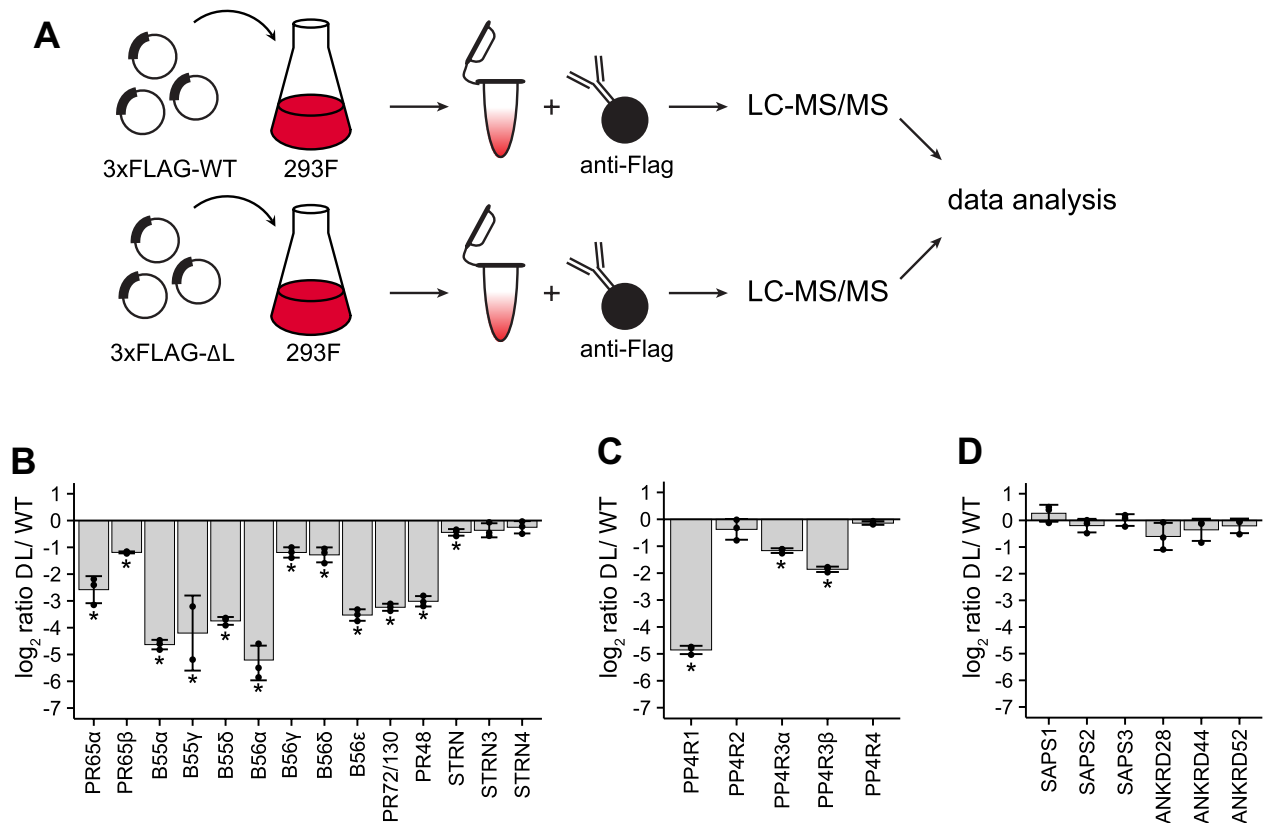 A
3xFLAG-WT
293F
+
anti-Flag
LC-MS/MS
data analysis
3xFLAG-ΔL
293F
+
anti-Flag
LC-MS/MS
B
log2 ratio DL/ WT
1
0
-1
-2
-3
-4
-5
-6
-7
* * * * * * * * * * * *
PR65α
PR65β
B55α
B55γ
B55δ
B56α
B56γ
B56δ
B56ε
PR72/130
PR48
STRN
STRN3
STRN4
C
log2 ratio DL/ WT
1
0
-1
-2
-3
-4
-5
-6
-7
* * * *
PP4R1
PP4R2
PP4R3α
PP4R3β
PP4R4
D
log2 ratio DL/ WT
1
0
-1
-2
-3
-4
-5
-6
-7
SAPS1
SAPS2
SAPS3
ANKRD28
ANKRD44
ANKRD52